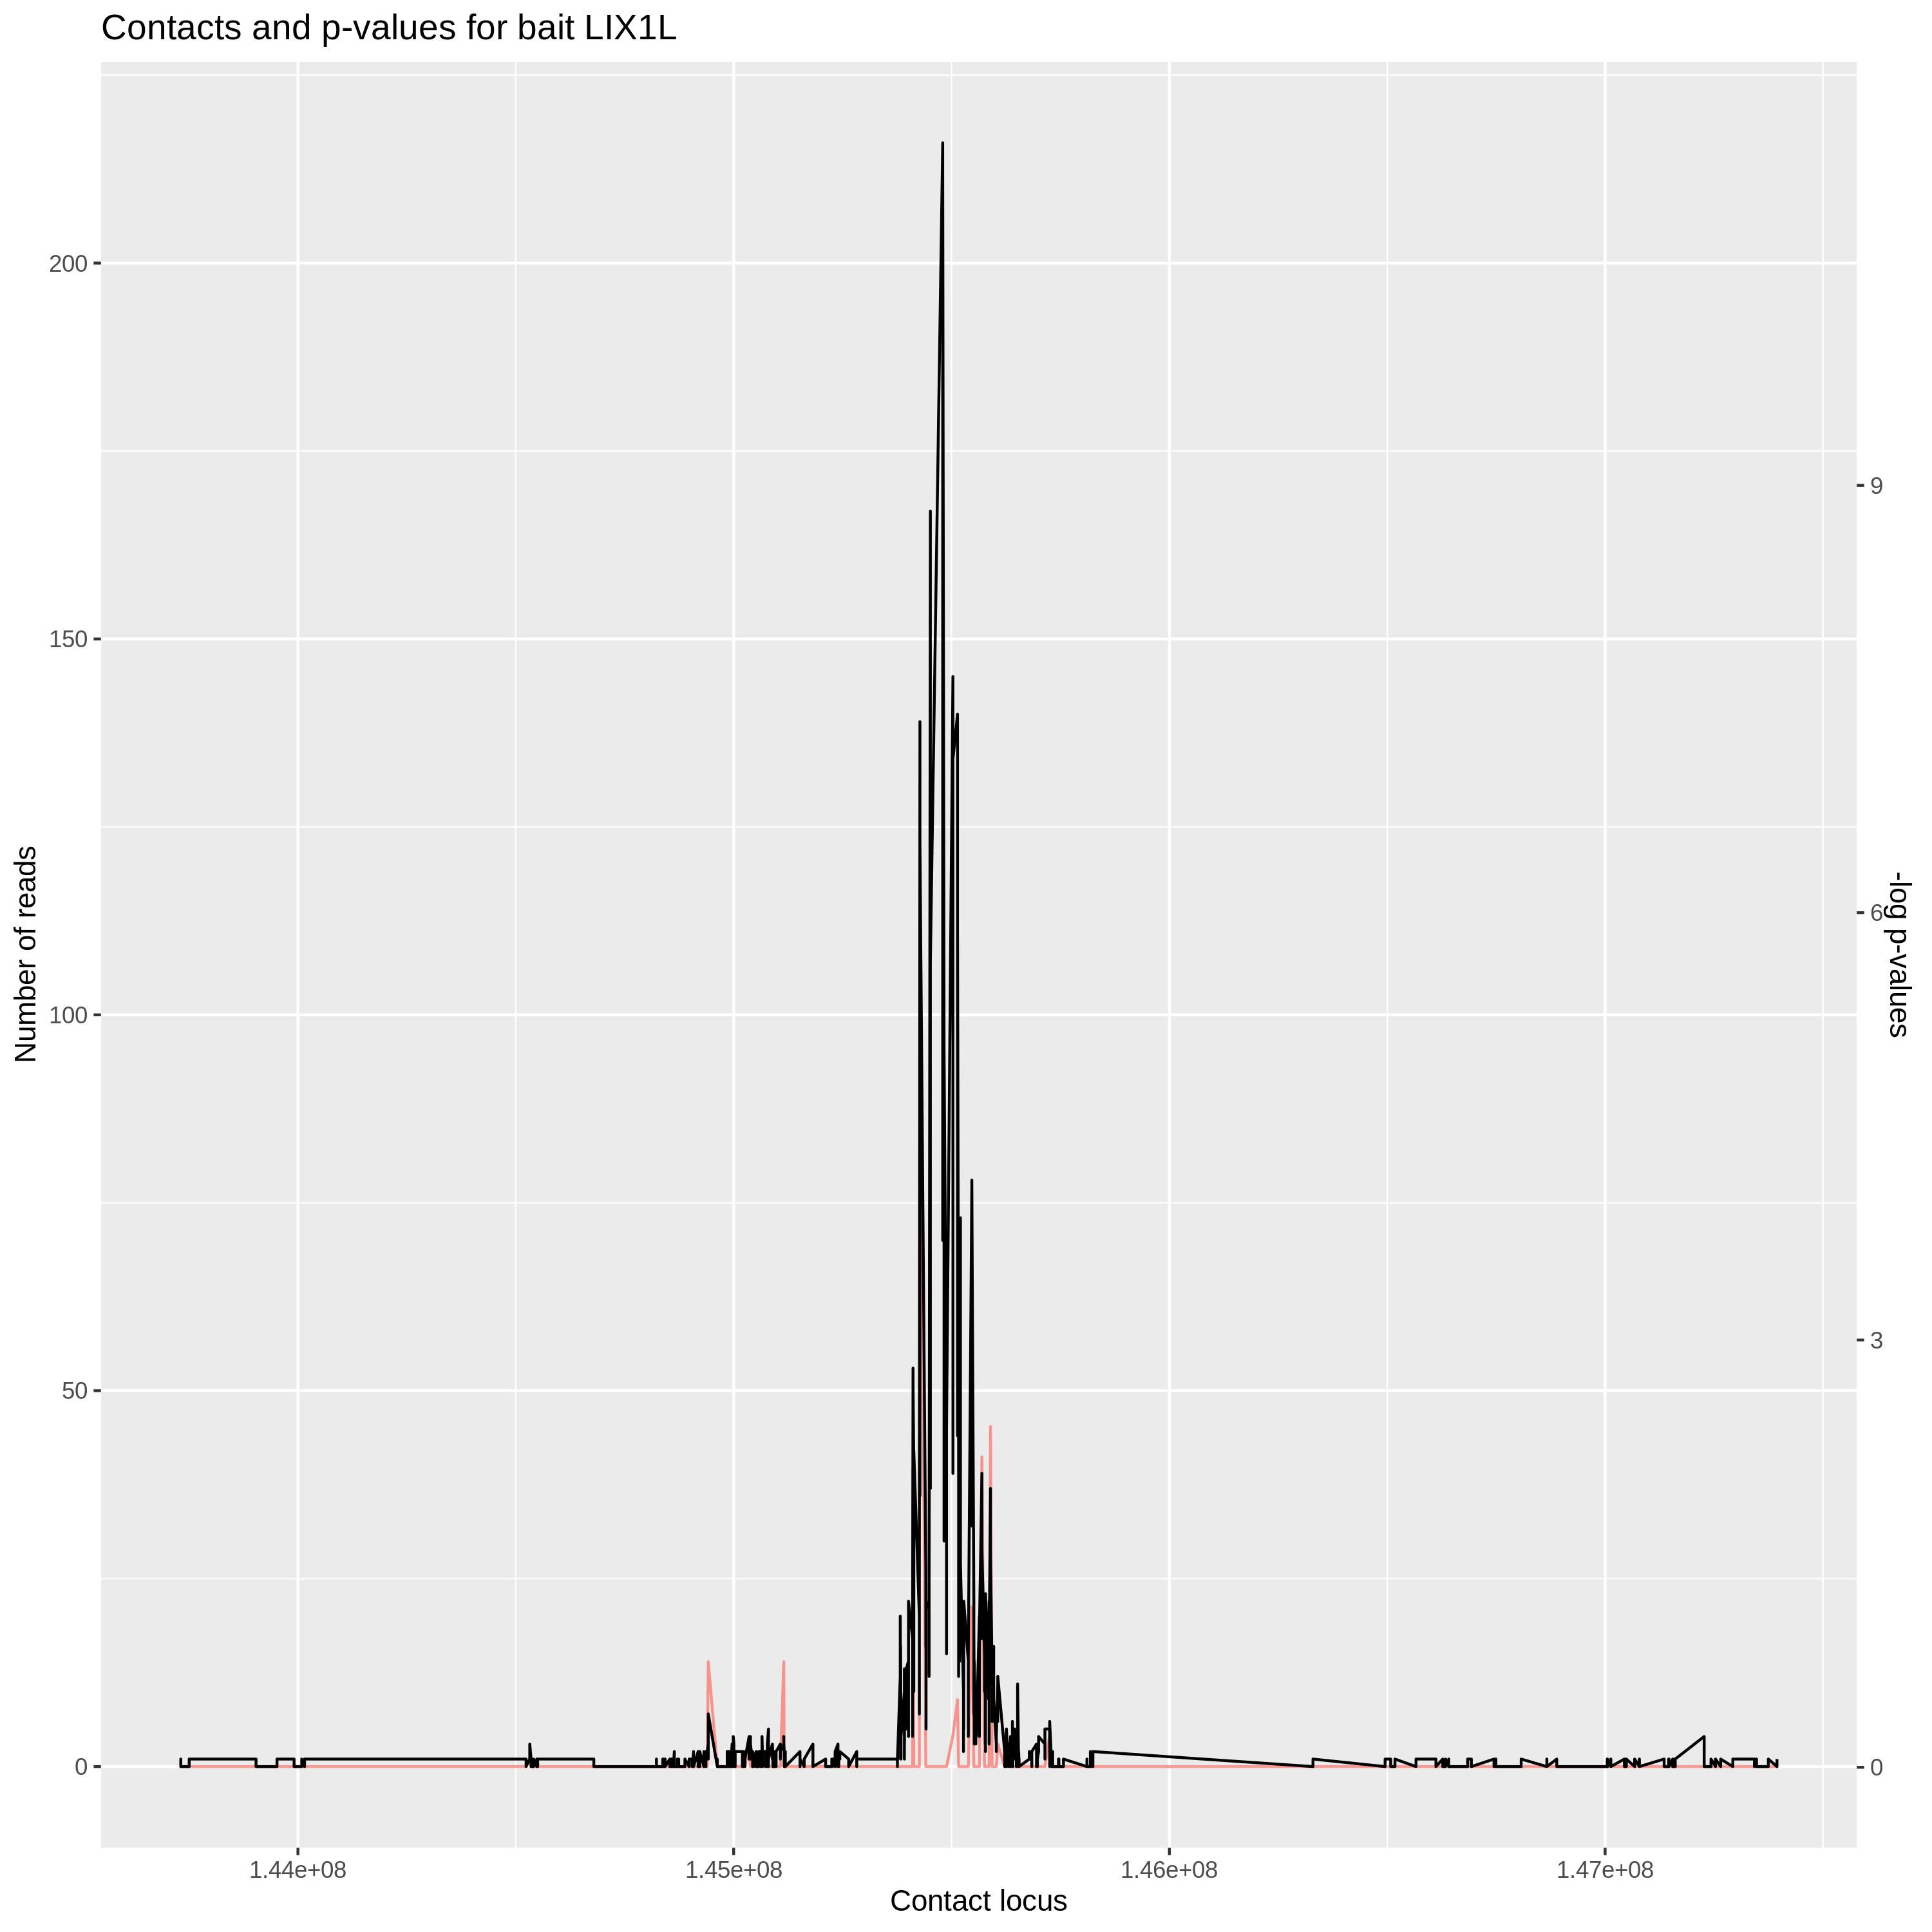 Contacts and p-values for bait LIX1L
200
150
100
50
0
Number of reads
9
6
3
0
-log p-values
1.44e+08
1.45e+08
1.46e+08
1.47e+08
Contact locus